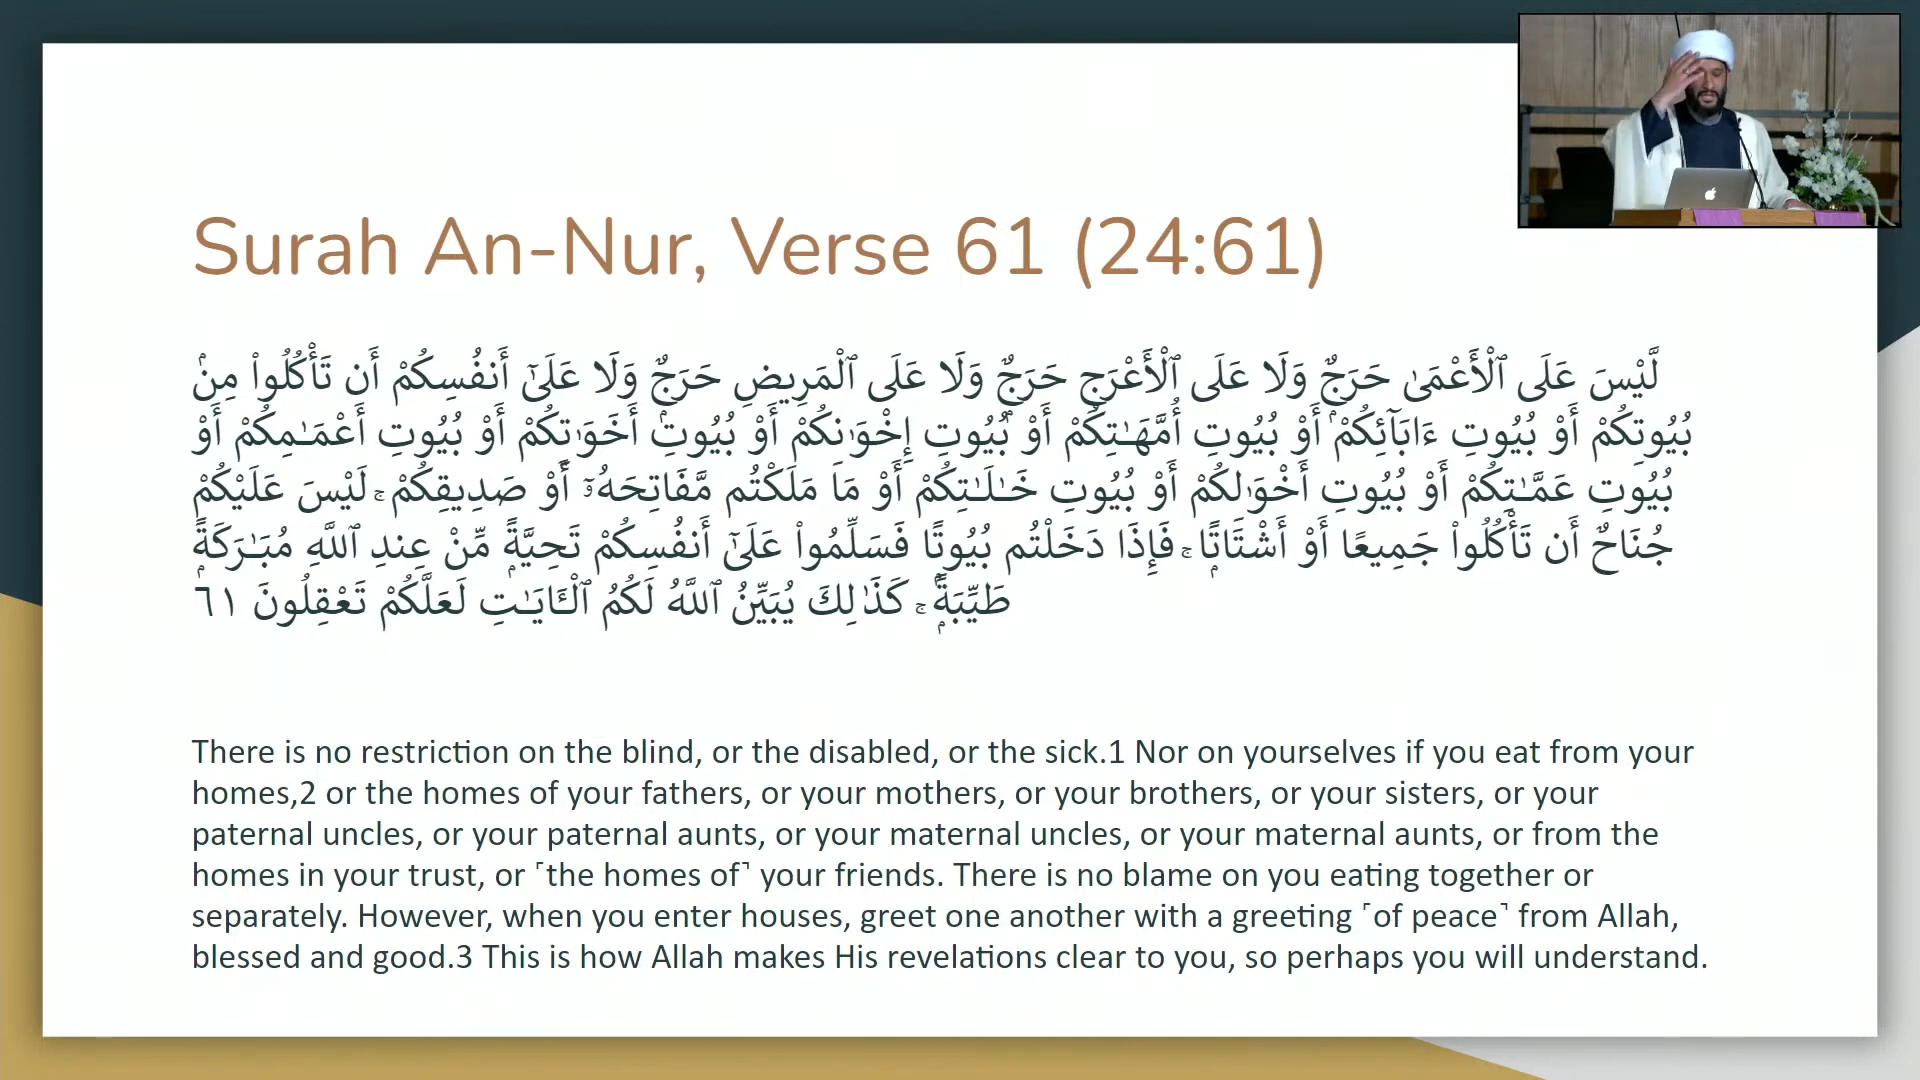 Surah An-Nur, Verse 61 (24:61)
لَّيْسَ عَلَى ٱلْأَعْمَىٰ حَرَجٌ وَلَا عَلَى ٱلْأَعْرَجِ حَرَجٌ وَلَا عَلَى ٱلْمَرِيضِ حَرَجٌ وَلَا عَلَىٰٓ أَنفُسِكُمْ أَن تَأْكُلُوا۟ مِنۢ
بُيُوتِكُمْ أَوْ بُيُوتِ ءَابَآئِكُمْ أَوْ بُيُوتِ أُمَّهَـٰتِكُمْ أَوْ بُيُوتِ إِخْوَٰنِكُمْ أَوْ بُيُوتِ أَخَوَٰتِكُمْ أَوْ بُيُوتِ أَعْمَـٰمِكُمْ أَوْ
بُيُوتِ عَمَّـٰتِكُمْ أَوْ بُيُوتِ أَخْوَٰلِكُمْ أَوْ بُيُوتِ خَـٰلَـٰتِكُمْ أَوْ مَا مَلَكْتُم مَّفَاتِحَهُۥٓ أَوْ صَدِيقِكُمْ ۚ لَيْسَ عَلَيْكُمْ
جُنَاحٌ أَن تَأْكُلُوا۟ جَمِيعًا أَوْ أَشْتَاتًا ۚ فَإِذَا دَخَلْتُم بُيُوتًا فَسَلِّمُوا۟ عَلَىٰٓ أَنفُسِكُمْ تَحِيَّةً مِّنْ عِندِ ٱللَّهِ مُبَـٰرَكَةً
طَيِّبَةً ۚ كَذَٰلِكَ يُبَيِّنُ ٱللَّهُ لَكُمُ ٱلْـَٔايَـٰتِ لَعَلَّكُمْ تَعْقِلُونَ ٦١
There is no restriction on the blind, or the disabled, or the sick.1 Nor on yourselves if you eat from your
homes,2 or the homes of your fathers, or your mothers, or your brothers, or your sisters, or your
paternal uncles, or your paternal aunts, or your maternal uncles, or your maternal aunts, or from the
homes in your trust, or ˹the homes of˺ your friends. There is no blame on you eating together or
separately. However, when you enter houses, greet one another with a greeting ˹of peace˺ from Allah,
blessed and good.3 This is how Allah makes His revelations clear to you, so perhaps you will understand.